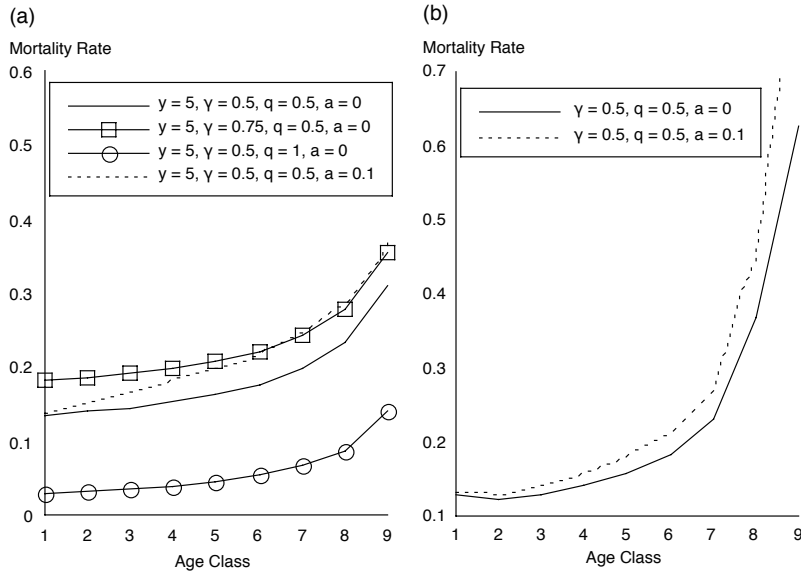 (a)
Mortality Rate
0.6
0.5
0.4
0.3
0.2
0.1
0
y = 5, γ = 0.5, q = 0.5, a = 0
y = 5, γ = 0.75, q = 0.5, a = 0
y = 5, γ = 0.5, q = 1, a = 0
y = 5, γ = 0.5, q = 0.5, a = 0.1
1 2 3 4 5 6 7 8 9
Age Class
(b)
Mortality Rate
0.7
0.6
0.5
0.4
0.3
0.2
0.1
γ = 0.5, q = 0.5, a = 0
γ = 0.5, q = 0.5, a = 0.1
1 2 3 4 5 6 7 8 9
Age Class